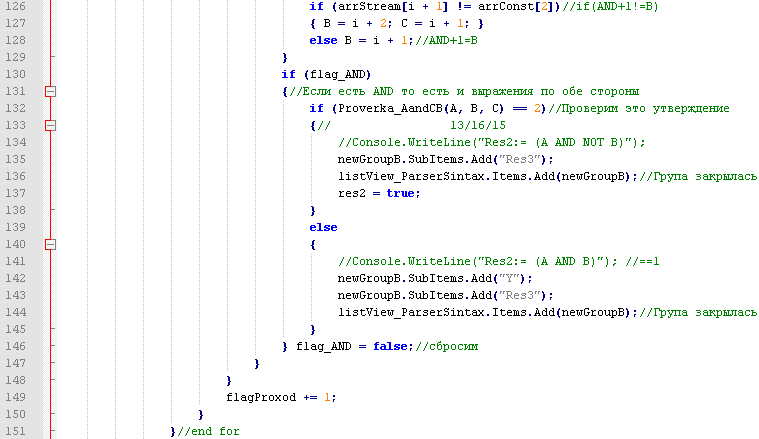 126 if (arrStream[i + 1] != arrConst[2])//if(AND+1!=B)
127 { B = i + 2; C = i + 1; }
128 else B = i + 1;//AND+1=B
129 }
130 if (flag_AND)
131 {//Если есть AND то есть и выражения по обе стороны
132 if (Proverka_AandCB(A, B, C) == 2)//Проверим это утверждение
133 {// 13/16/15
134 //Console.WriteLine("Res2:= (A AND NOT B)");
135 newGroupB.SubItems.Add("Res3");
136 listView_ParserSintax.Items.Add(newGroupB);//Група закрылась
137 res2 = true;
138 }
139 else
140 {
141 //Console.WriteLine("Res2:= (A AND B)"); //==1
142 newGroupB.SubItems.Add("Y");
143 newGroupB.SubItems.Add("Res3");
144 listView_ParserSintax.Items.Add(newGroupB);//Група закрылась
145 }
146 } flag_AND = false;//сбросим
147 }
148 }
149 flagProxod += 1;
150 }
151 }//end for